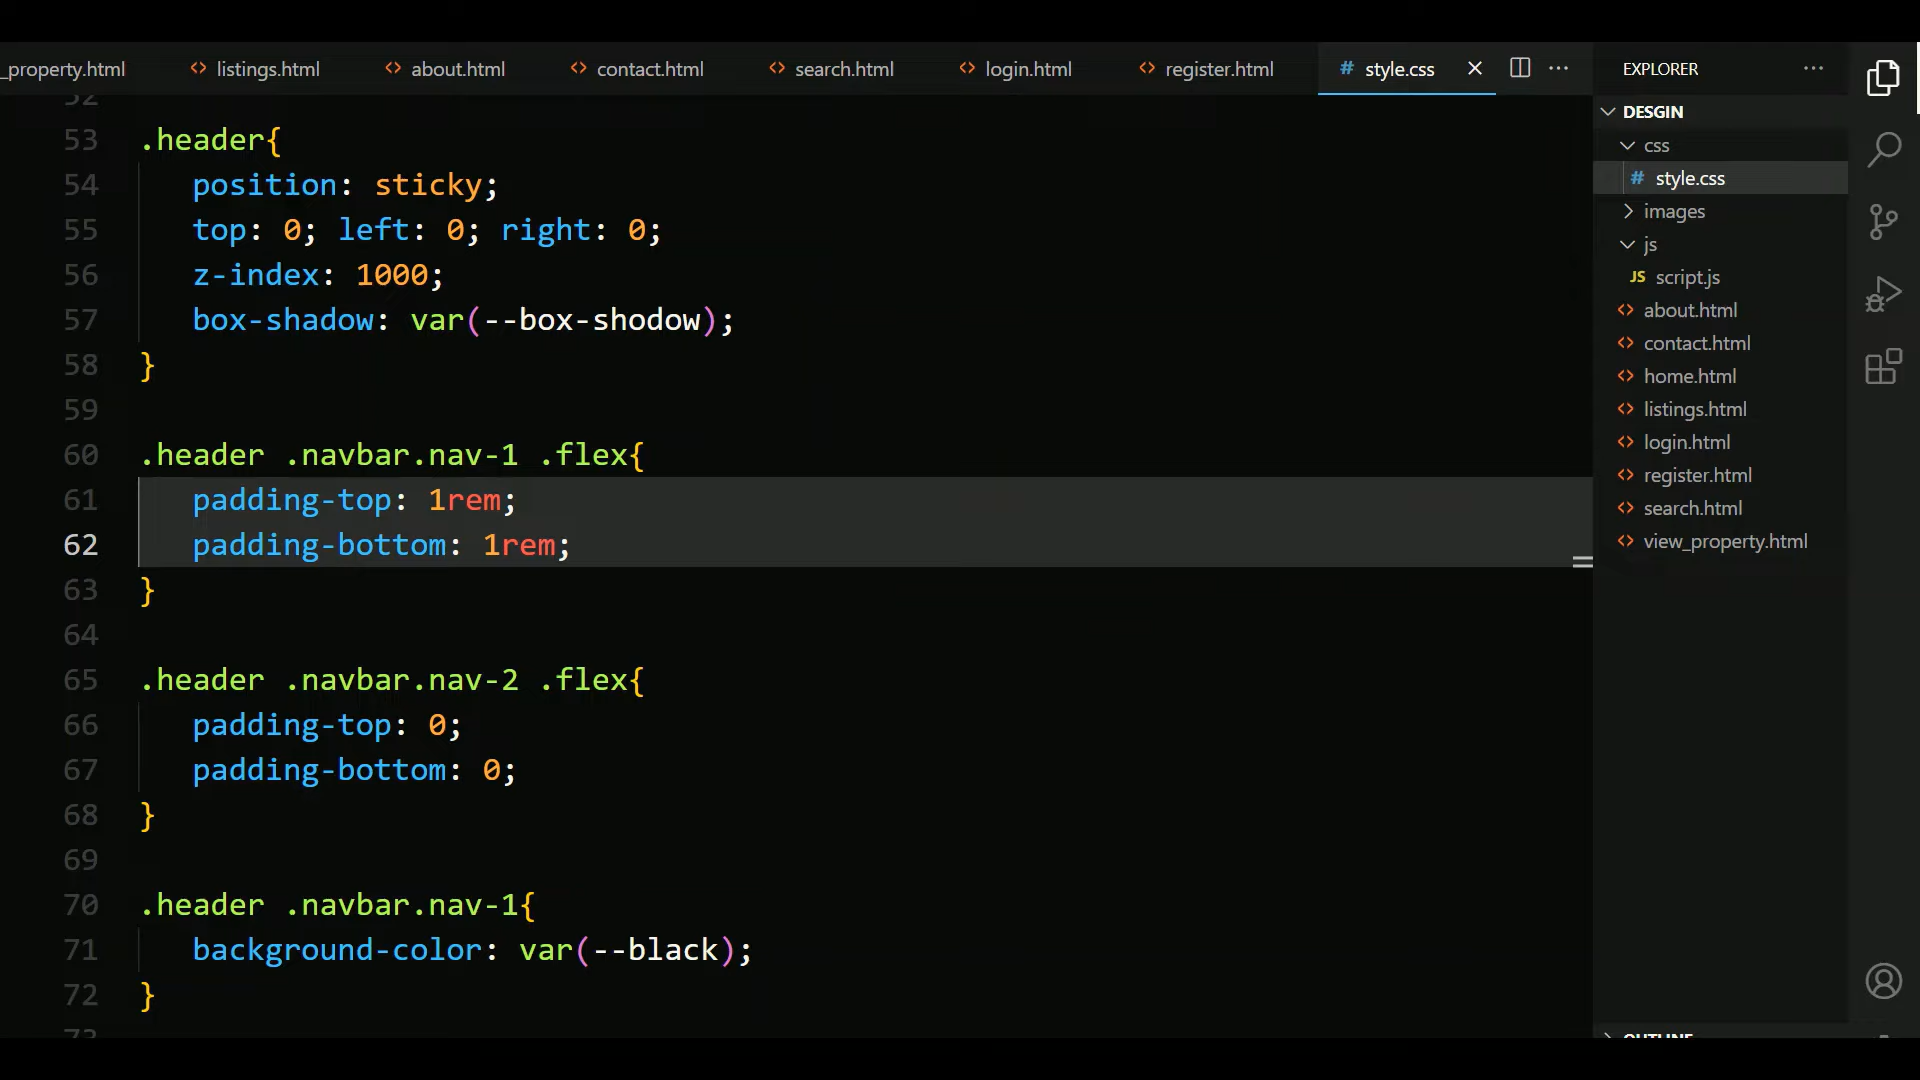 _property.html
<> listings.html
<> about.html
<> contact.html
<> search.html
<> login.html
<> register.html
# style.css
52
53 .header{
54 position: sticky;
55 top: 0; left: 0; right: 0;
56 z-index: 1000;
57 box-shadow: var(--box-shodow);
58 }
59
60 .header .navbar.nav-1 .flex{
61 padding-top: 1rem;
62 padding-bottom: 1rem;
63 }
64
65 .header .navbar.nav-2 .flex{
66 padding-top: 0;
67 padding-bottom: 0;
68 }
69
70 .header .navbar.nav-1{
71 background-color: var(--black);
72 }
73
EXPLORER
DESGIN
css
# style.css
images
js
JS script.js
<> about.html
<> contact.html
<> home.html
<> listings.html
<> login.html
<> register.html
<> search.html
<> view_property.html
OUTLINE